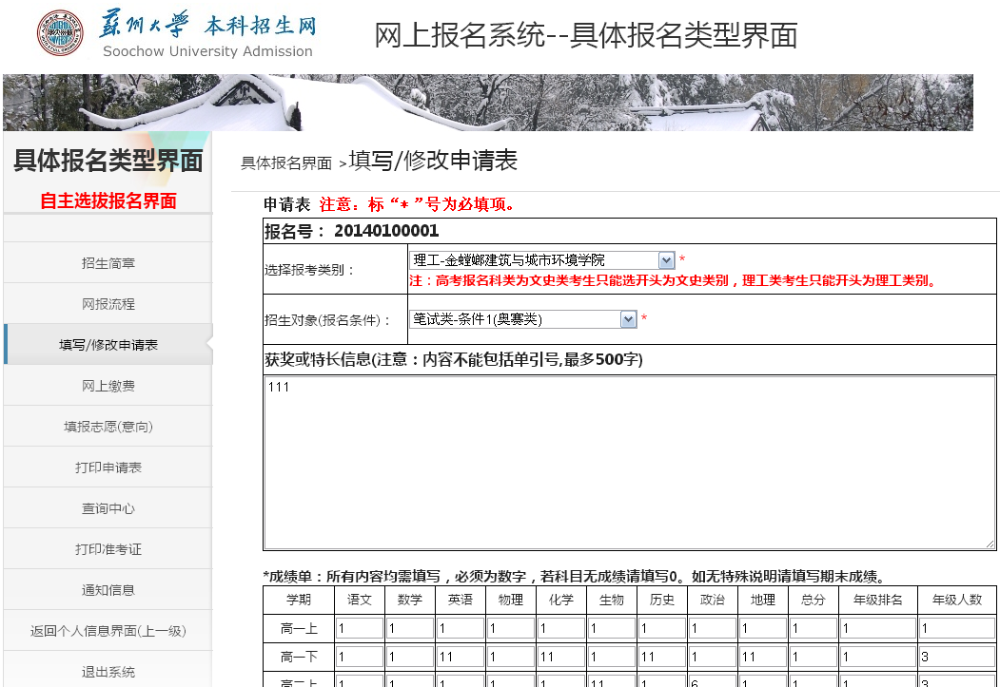 蘇州大学 本科招生网
Soochow University Admission
网上报名系统--具体报名类型界面
具体报名类型界面
自主选拔报名界面
招生简章
网报流程
填写/修改申请表
网上缴费
填报志愿(意向)
打印申请表
查询中心
打印准考证
通知信息
返回个人信息界面(上一级)
退出系统
具体报名界面 >填写/修改申请表
申请表 注意：标“*”号为必填项。
报名号： 20140100001
选择报考类别： 理工-金螳螂建筑与城市环境学院 *
注：高考报名科类为文史类考生只能选开头为文史类别，理工类考生只能开头为理工类别。
招生对象(报名条件)： 笔试类-条件1(奥赛类) *
获奖或特长信息(注意：内容不能包括单引号,最多500字)
111
*成绩单：所有内容均需填写，必须为数字，若科目无成绩请填写0。如无特殊说明请填写期末成绩。
学期 语文 数学 英语 物理 化学 生物 历史 政治 地理 总分 年级排名 年级人数
高一上 1 1 1 1 1 1 1 1 1 1 1 1
高一下 1 1 11 1 11 1 11 1 11 1 1 3
高二上 1 1 1 1 1 11 1 6 1 1 1 3